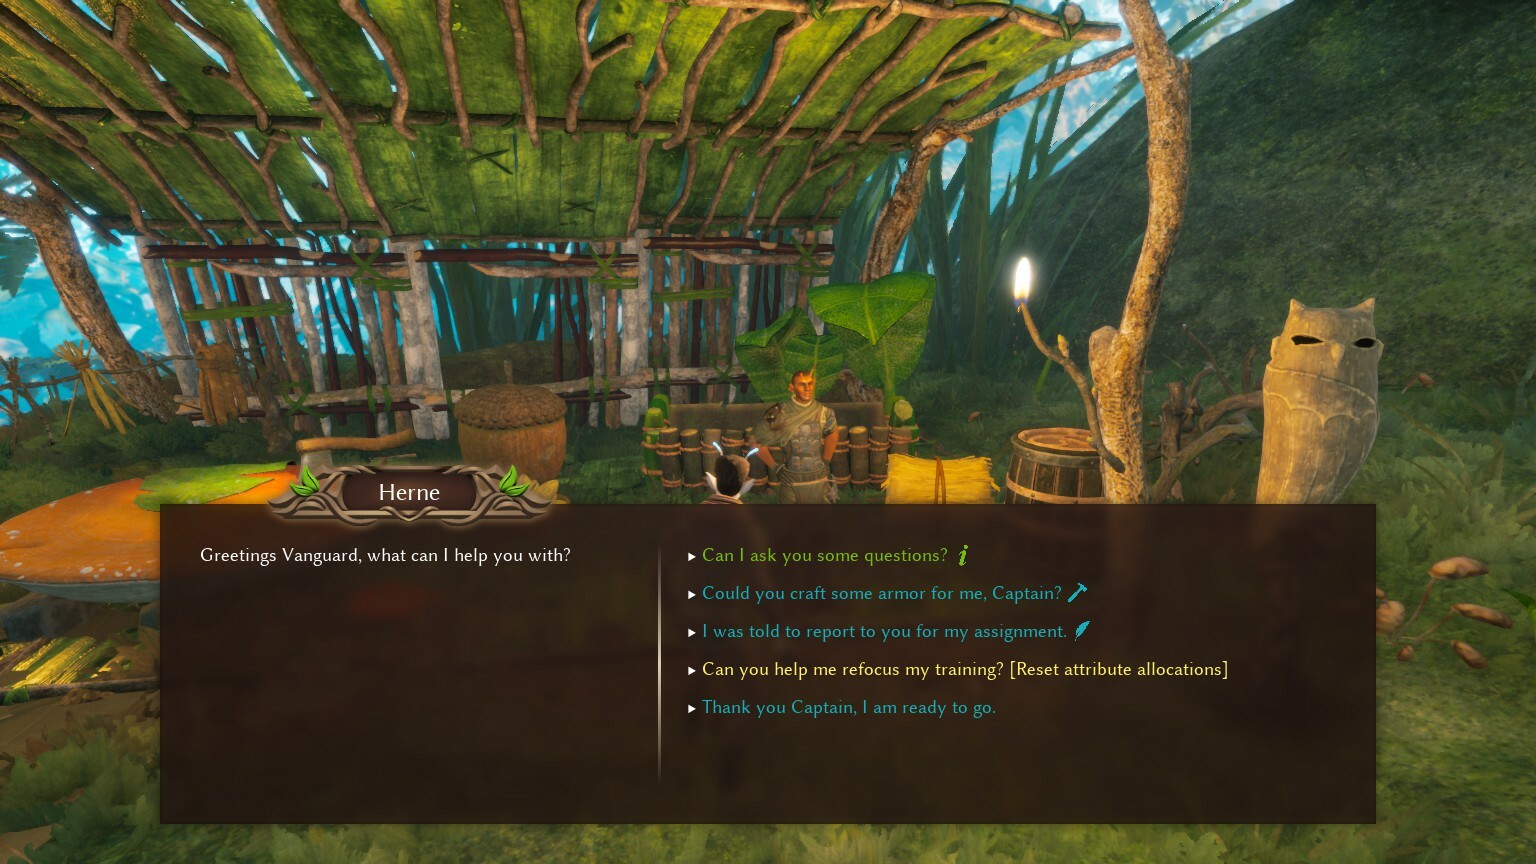 Herne
Greetings Vanguard, what can I help you with?
Can I ask you some questions?
Could you craft some armor for me, Captain?
I was told to report to you for my assignment.
Can you help me refocus my training? [Reset attribute allocations]
Thank you Captain, I am ready to go.